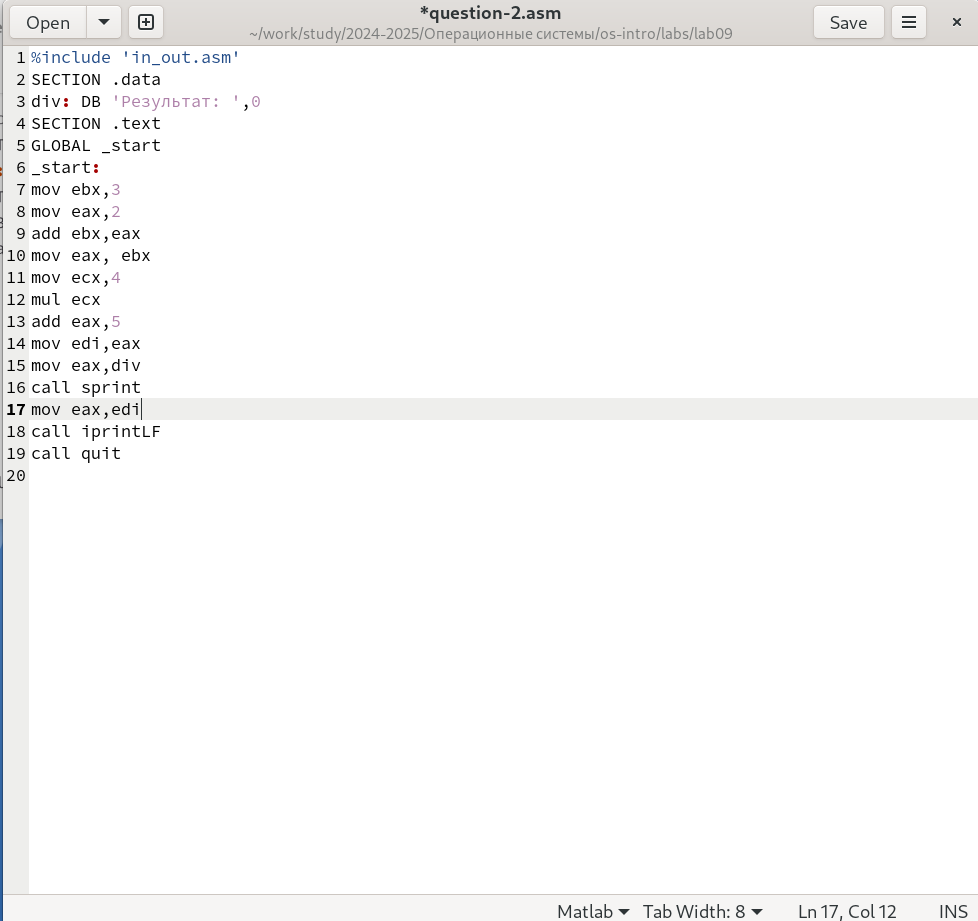 Open
*question-2.asm
~/work/study/2024-2025/Операционные системы/os-intro/labs/lab09
Save
1 %include 'in_out.asm'
2 SECTION .data
3 div: DB 'Результат: ',0
4 SECTION .text
5 GLOBAL _start
6 _start:
7 mov ebx,3
8 mov eax,2
9 add ebx,eax
10 mov eax, ebx
11 mov ecx,4
12 mul ecx
13 add eax,5
14 mov edi,eax
15 mov eax,div
16 call sprint
17 mov eax,edi
18 call iprintLF
19 call quit
20
Matlab Tab Width: 8 Ln 17, Col 12 INS